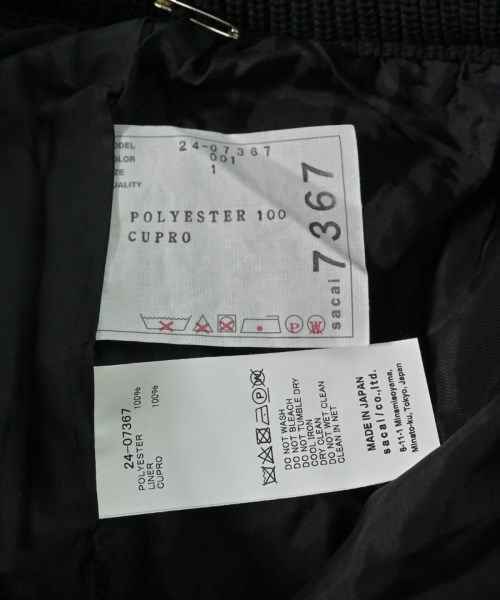 MODEL 24-07367
COLOR 001
SIZE 1
QUALITY
POLYESTER 100
CUPRO
sacai 7367
P
W
24-07367
POLYESTER 100%
LINER
CUPRO 100%
DO NOT WASH
DO NOT BLEACH
DO NOT TUMBLE DRY
COOL IRON
DRY CLEAN
DO NOT WET CLEAN
CLEAN IN NET
MADE IN JAPAN
sacai/co.,ltd.
6-11-1 Minamiaoyama,
Minato-ku, Tokyo, Japan